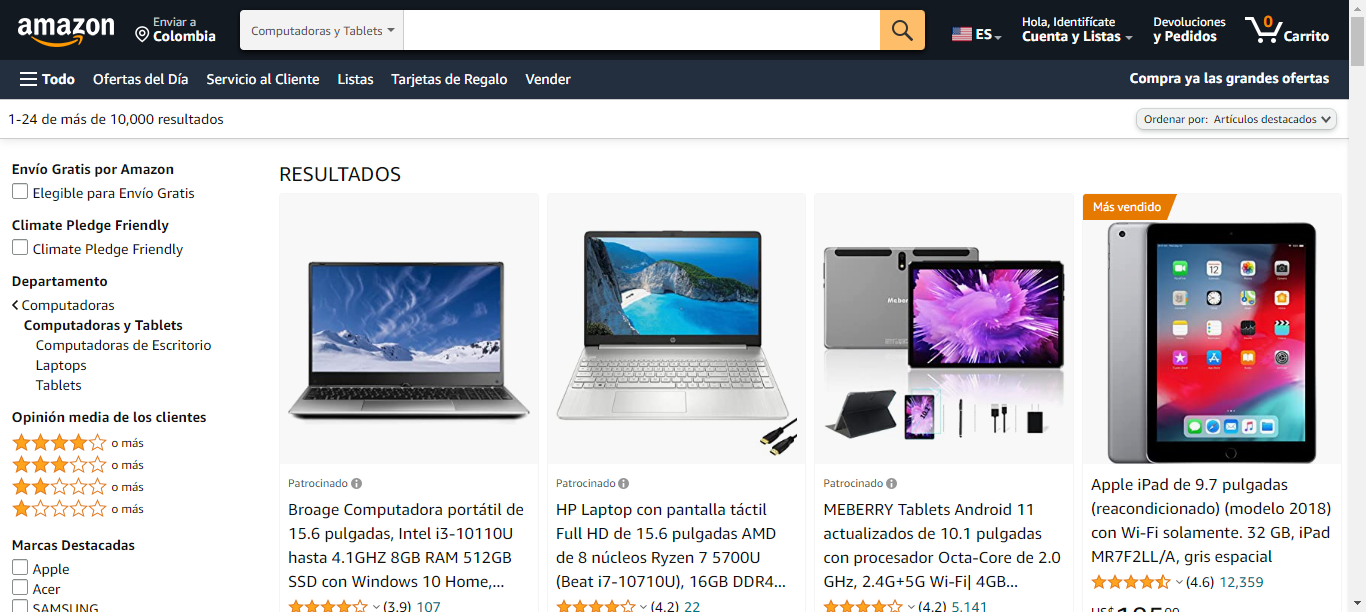 amazon
Enviar a
Colombia
Computadoras y Tablets
ES
Hola, Identifícate
Cuenta y Listas
Devoluciones
y Pedidos
0
Carrito
Todo
Ofertas del Día
Servicio al Cliente
Listas
Tarjetas de Regalo
Vender
Compra ya las grandes ofertas
1-24 de más de 10,000 resultados
Ordenar por: Artículos destacados
Envío Gratis por Amazon
Elegible para Envío Gratis
Climate Pledge Friendly
Climate Pledge Friendly
Departamento
Computadoras
Computadoras y Tablets
Computadoras de Escritorio
Laptops
Tablets
Opinión media de los clientes
o más
o más
o más
o más
Marcas Destacadas
Apple
Acer
SAMSUNG
RESULTADOS
Patrocinado
Broage Computadora portátil de
15.6 pulgadas, Intel i3-10110U
hasta 4.1GHZ 8GB RAM 512GB
SSD con Windows 10 Home,...
(3.9) 107
Patrocinado
HP Laptop con pantalla táctil
Full HD de 15.6 pulgadas AMD
de 8 núcleos Ryzen 7 5700U
(Beat i7-10710U), 16GB DDR4...
(4.2) 22
Patrocinado
MEBERRY Tablets Android 11
actualizados de 10.1 pulgadas
con procesador Octa-Core de 2.0
GHz, 2.4G+5G Wi-Fi| 4GB...
(4.2) 5,141
Más vendido
Apple iPad de 9.7 pulgadas
(reacondicionado) (modelo 2018)
con Wi-Fi solamente. 32 GB, iPad
MR7F2LL/A, gris espacial
(4.6) 12,359